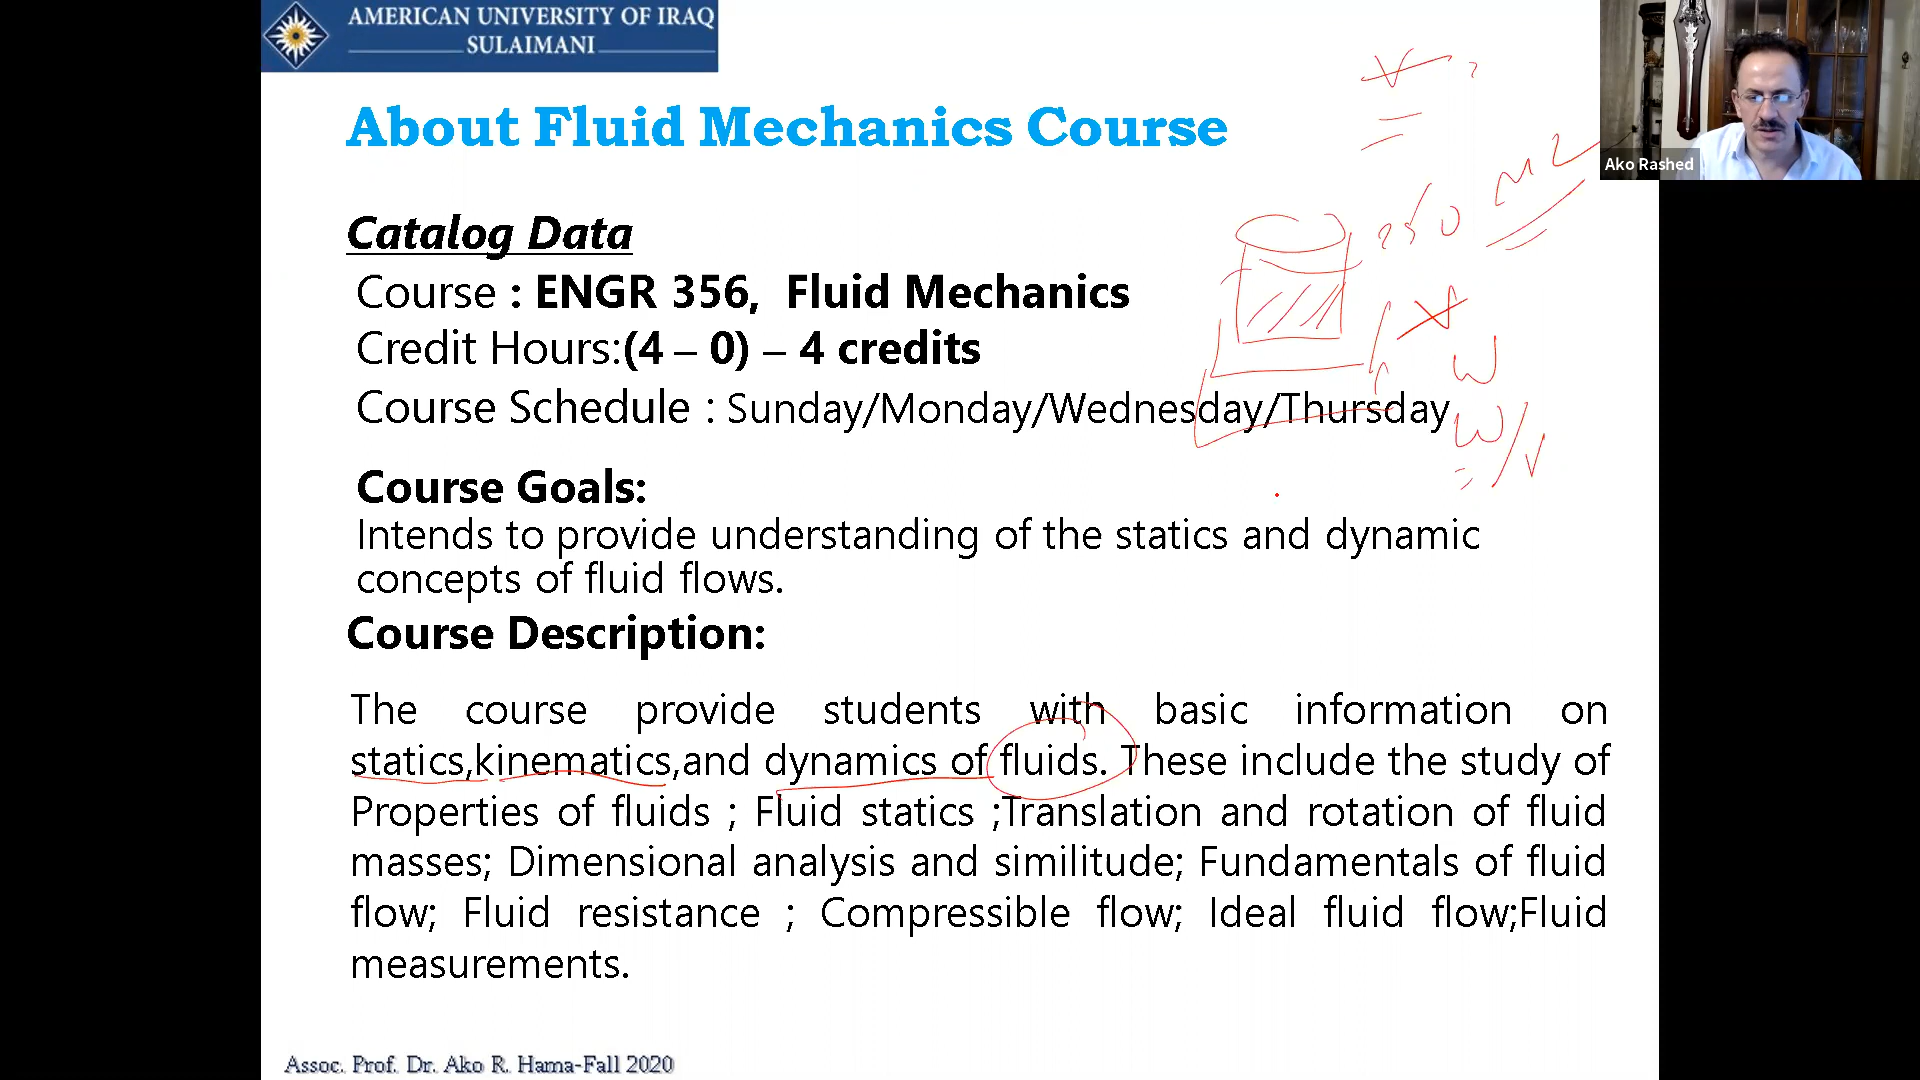 AMERICAN UNIVERSITY OF IRAQ
SULAIMANI
About Fluid Mechanics Course
Ako Rashed
Catalog Data
250 m2
Course : ENGR 356, Fluid Mechanics
Credit Hours:(4 – 0) – 4 credits
W
Course Schedule : Sunday/Monday/Wednesday/Thursday
W/V
Course Goals:
Intends to provide understanding of the statics and dynamic
concepts of fluid flows.
Course Description:
The course provide students with basic information on
statics,kinematics,and dynamics of fluids. These include the study of
Properties of fluids ; Fluid statics ;Translation and rotation of fluid
masses; Dimensional analysis and similitude; Fundamentals of fluid
flow; Fluid resistance ; Compressible flow; Ideal fluid flow;Fluid
measurements.
Assoc. Prof. Dr. Ako R. Hama-Fall 2020